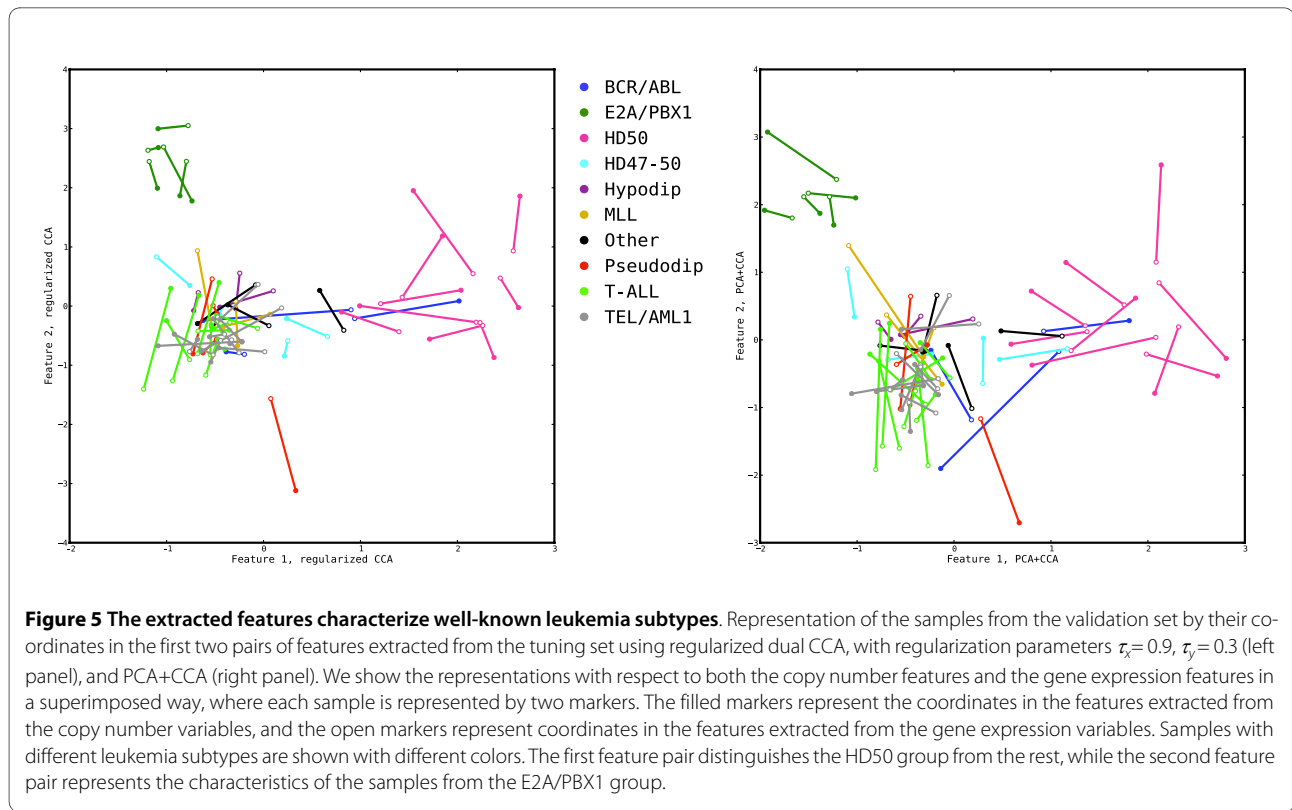 4
3
2
1
0
−1
−2
−3
−4
−2
−1
0
1
2
3
Feature 2, regularized CCA
Feature 1, regularized CCA
BCR/ABL
E2A/PBX1
HD50
HD47-50
Hypodip
MLL
Other
Pseudodip
T-ALL
TEL/AML1
4
3
2
1
0
−1
−2
−3
−2
−1
0
1
2
3
Feature 2, PCA+CCA
Feature 1, PCA+CCA
Figure 5 The extracted features characterize well-known leukemia subtypes. Representation of the samples from the validation set by their co-
ordinates in the first two pairs of features extracted from the tuning set using regularized dual CCA, with regularization parameters τx= 0.9, τy= 0.3 (left
panel), and PCA+CCA (right panel). We show the representations with respect to both the copy number features and the gene expression features in
a superimposed way, where each sample is represented by two markers. The filled markers represent the coordinates in the features extracted from
the copy number variables, and the open markers represent coordinates in the features extracted from the gene expression variables. Samples with
different leukemia subtypes are shown with different colors. The first feature pair distinguishes the HD50 group from the rest, while the second feature
pair represents the characteristics of the samples from the E2A/PBX1 group.